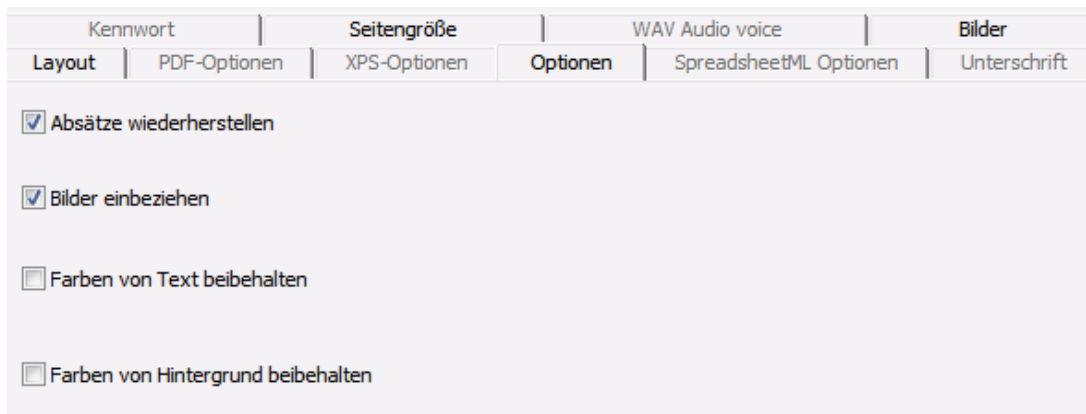 Kennwort Seitengröße WAV Audio voice Bilder
Layout PDF-Optionen XPS-Optionen Optionen SpreadsheetML Optionen Unterschrift
Absätze wiederherstellen
Bilder einbeziehen
Farben von Text beibehalten
Farben von Hintergrund beibehalten